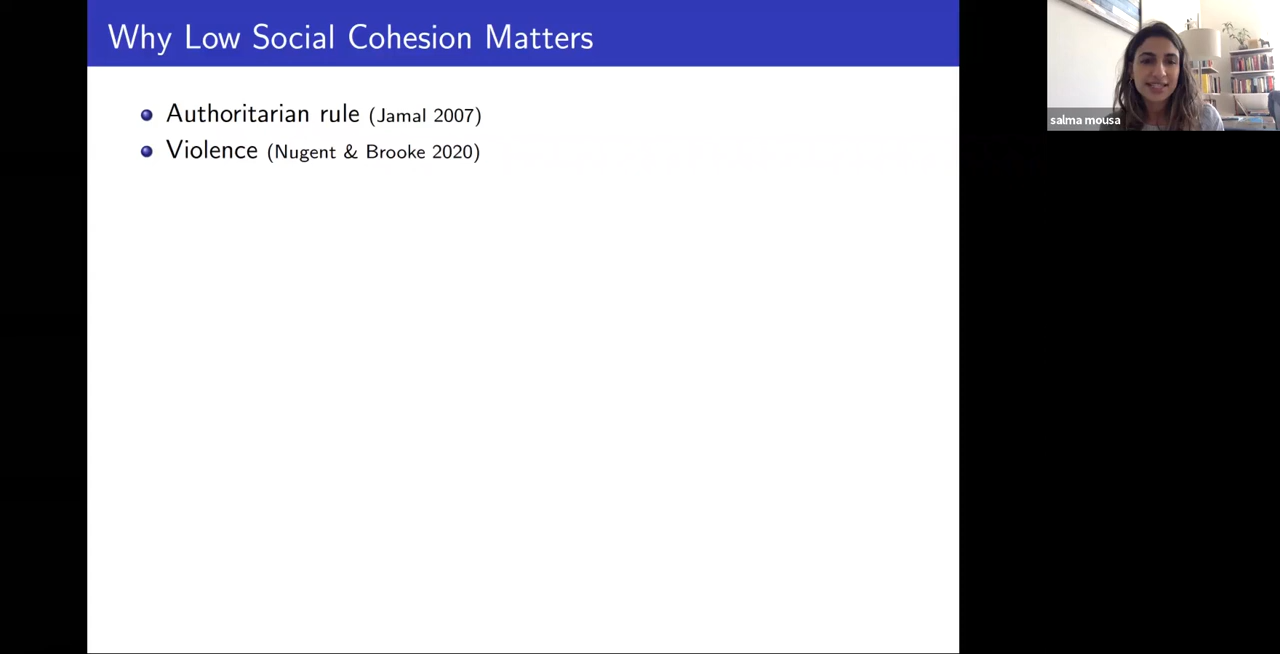 Why Low Social Cohesion Matters
Authoritarian rule (Jamal 2007)
Violence (Nugent & Brooke 2020)
salma mousa